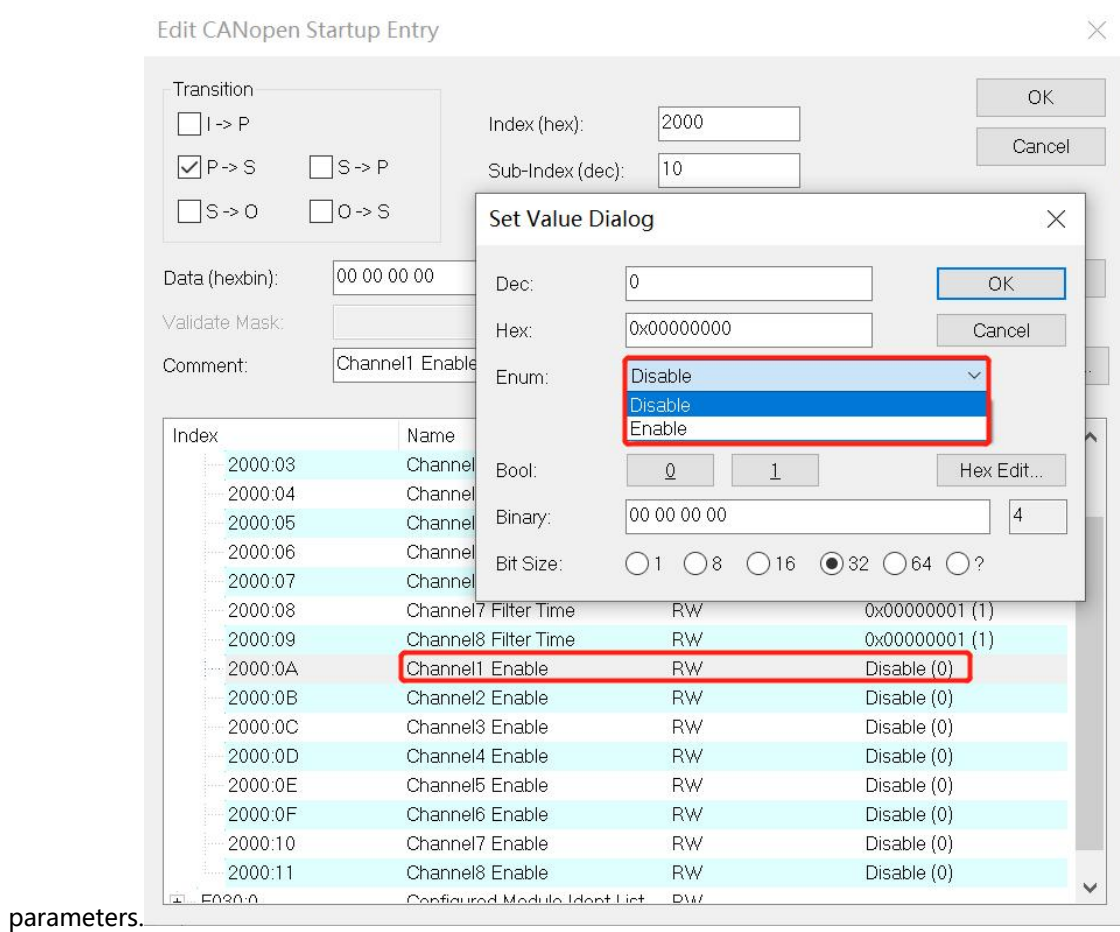 Edit CANopen Startup Entry
Transition
I -> P
P -> S
S -> P
S -> O
O -> S
Index (hex): 2000
Sub-Index (dec): 10
OK
Cancel
Data (hexbin): 00 00 00 00
Validate Mask:
Comment: Channel1 Enable
Set Value Dialog
Dec: 0
OK
Hex: 0x00000000
Cancel
Enum: Disable
Disable
Enable
Bool: 0 1 Hex Edit...
Binary: 00 00 00 00 4
Bit Size: 1 8 16 32 64 ?
Index Name
2000:03 Channel
2000:04 Channel
2000:05 Channel
2000:06 Channel
2000:07 Channel
2000:08 Channel7 Filter Time RW 0x00000001 (1)
2000:09 Channel8 Filter Time RW 0x00000001 (1)
2000:0A Channel1 Enable RW Disable (0)
2000:0B Channel2 Enable RW Disable (0)
2000:0C Channel3 Enable RW Disable (0)
2000:0D Channel4 Enable RW Disable (0)
2000:0E Channel5 Enable RW Disable (0)
2000:0F Channel6 Enable RW Disable (0)
2000:10 Channel7 Enable RW Disable (0)
2000:11 Channel8 Enable RW Disable (0)
F030:0 Configured Module Ident List RW
parameters.